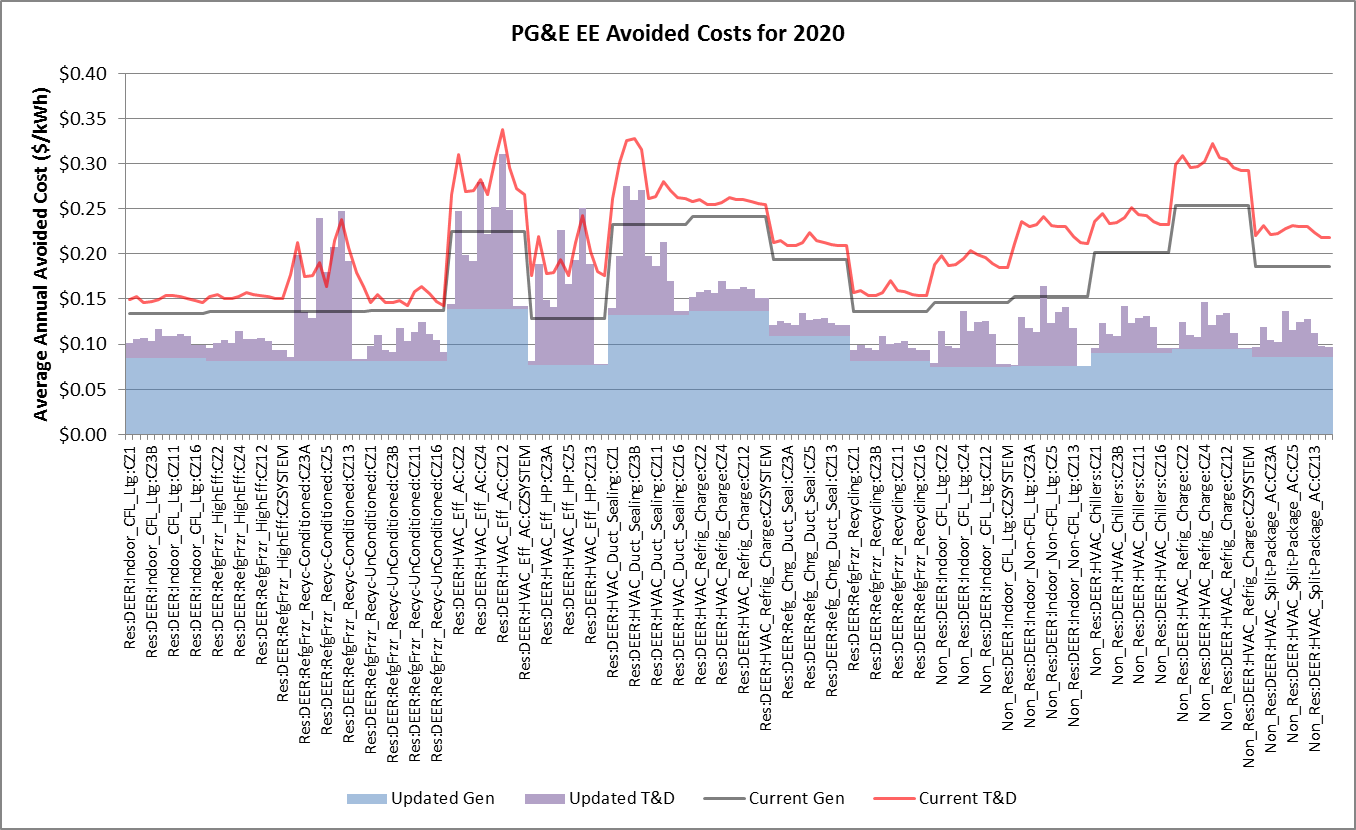 PG&E EE Avoided Costs for 2020
Average Annual Avoided Cost ($/kWh)
$0.40
$0.35
$0.30
$0.25
$0.20
$0.15
$0.10
$0.05
$0.00
Res:DEER:Indoor_CFL_Ltg:CZ1
Res:DEER:Indoor_CFL_Ltg:CZ3B
Res:DEER:Indoor_CFL_Ltg:CZ11
Res:DEER:Indoor_CFL_Ltg:CZ16
Res:DEER:RefgFrzr_HighEff:CZ2
Res:DEER:RefgFrzr_HighEff:CZ4
Res:DEER:RefgFrzr_HighEff:CZ12
Res:DEER:RefgFrzr_HighEff:CZSYSTEM
Res:DEER:RefgFrzr_Recyc-Conditioned:CZ3A
Res:DEER:RefgFrzr_Recyc-Conditioned:CZ5
Res:DEER:RefgFrzr_Recyc-Conditioned:CZ13
Res:DEER:RefgFrzr_Recyc-UnConditioned:CZ1
Res:DEER:RefgFrzr_Recyc-UnConditioned:CZ3B
Res:DEER:RefgFrzr_Recyc-UnConditioned:CZ11
Res:DEER:RefgFrzr_Recyc-UnConditioned:CZ16
Res:DEER:HVAC_Eff_AC:CZ2
Res:DEER:HVAC_Eff_AC:CZ4
Res:DEER:HVAC_Eff_AC:CZ12
Res:DEER:HVAC_Eff_AC:CZSYSTEM
Res:DEER:HVAC_Eff_HP:CZ3A
Res:DEER:HVAC_Eff_HP:CZ5
Res:DEER:HVAC_Eff_HP:CZ13
Res:DEER:HVAC_Duct_Sealing:CZ1
Res:DEER:HVAC_Duct_Sealing:CZ3B
Res:DEER:HVAC_Duct_Sealing:CZ11
Res:DEER:HVAC_Duct_Sealing:CZ16
Res:DEER:HVAC_Refrig_Charge:CZ2
Res:DEER:HVAC_Refrig_Charge:CZ4
Res:DEER:HVAC_Refrig_Charge:CZ12
Res:DEER:HVAC_Refrig_Charge:CZSYSTEM
Res:DEER:Refg_Chrg_Duct_Seal:CZ3A
Res:DEER:Refg_Chrg_Duct_Seal:CZ5
Res:DEER:Refg_Chrg_Duct_Seal:CZ13
Res:DEER:RefgFrzr_Recycling:CZ1
Res:DEER:RefgFrzr_Recycling:CZ3B
Res:DEER:RefgFrzr_Recycling:CZ11
Res:DEER:RefgFrzr_Recycling:CZ16
Non_Res:DEER:Indoor_CFL_Ltg:CZ2
Non_Res:DEER:Indoor_CFL_Ltg:CZ4
Non_Res:DEER:Indoor_CFL_Ltg:CZ12
Non_Res:DEER:Indoor_CFL_Ltg:CZSYSTEM
Non_Res:DEER:Indoor_Non-CFL_Ltg:CZ3A
Non_Res:DEER:Indoor_Non-CFL_Ltg:CZ5
Non_Res:DEER:Indoor_Non-CFL_Ltg:CZ13
Non_Res:DEER:HVAC_Chillers:CZ1
Non_Res:DEER:HVAC_Chillers:CZ3B
Non_Res:DEER:HVAC_Chillers:CZ11
Non_Res:DEER:HVAC_Chillers:CZ16
Non_Res:DEER:HVAC_Refrig_Charge:CZ2
Non_Res:DEER:HVAC_Refrig_Charge:CZ4
Non_Res:DEER:HVAC_Refrig_Charge:CZ12
Non_Res:DEER:HVAC_Refrig_Charge:CZSYSTEM
Non_Res:DEER:HVAC_Split-Package_AC:CZ3A
Non_Res:DEER:HVAC_Split-Package_AC:CZ5
Non_Res:DEER:HVAC_Split-Package_AC:CZ13
Updated Gen
Updated T&D
Current Gen
Current T&D